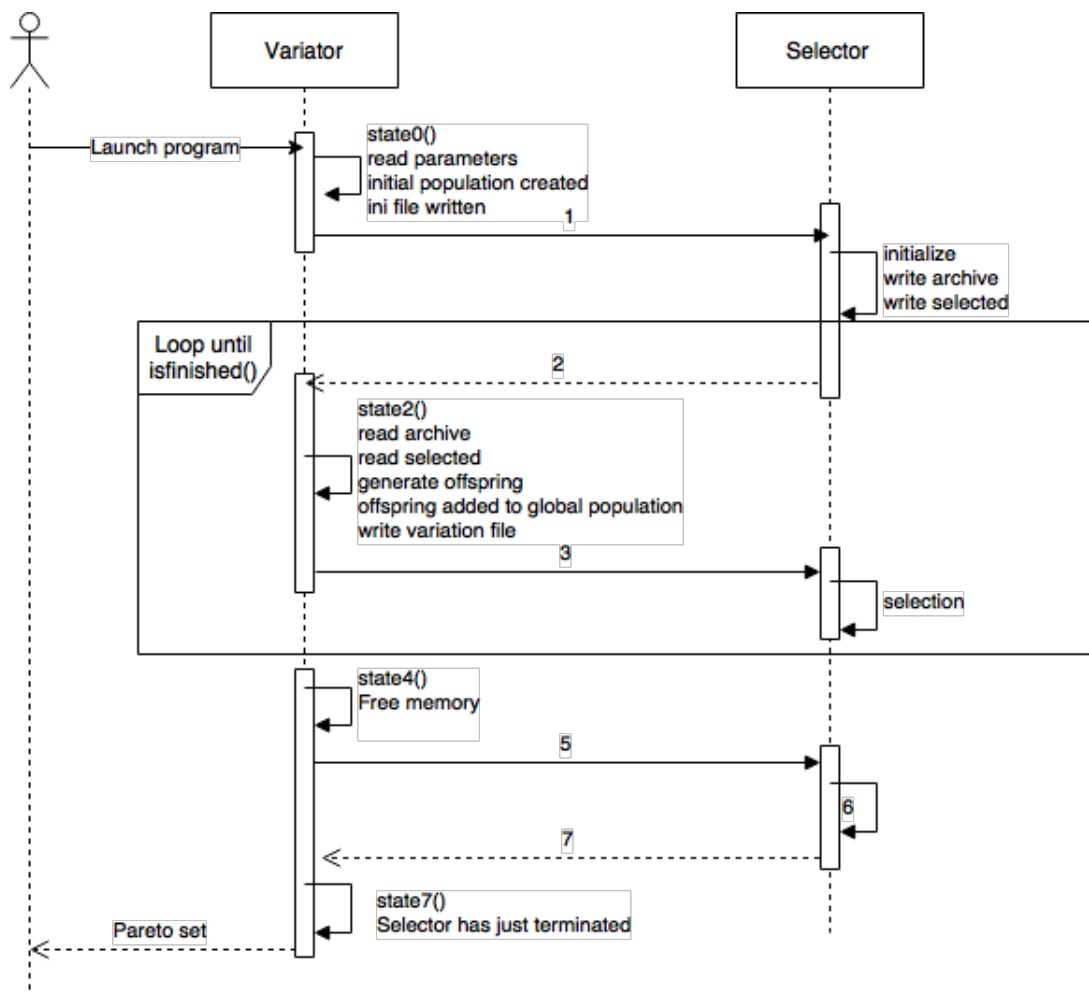 Variator
Selector
Launch program
state0()
read parameters
initial population created
ini file written
1
initialize
write archive
write selected
Loop until
isfinished()
2
state2()
read archive
read selected
generate offspring
offspring added to global population
write variation file
3
selection
state4()
Free memory
5
6
7
state7()
Selector has just terminated
Pareto set